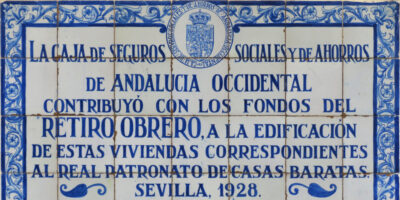 LA CAJA DE SEGUROS SOCIALES Y DE AHORROS
DE ANDALUCIA OCCIDENTAL
CONTRIBUYÓ CON LOS FONDOS DEL
RETIRO OBRERO, A LA EDIFICACIÓN
DE ESTAS VIVIENDAS CORRESPONDIENTES
AL REAL PATRONATO DE CASAS BARATAS.
SEVILLA, 1928.